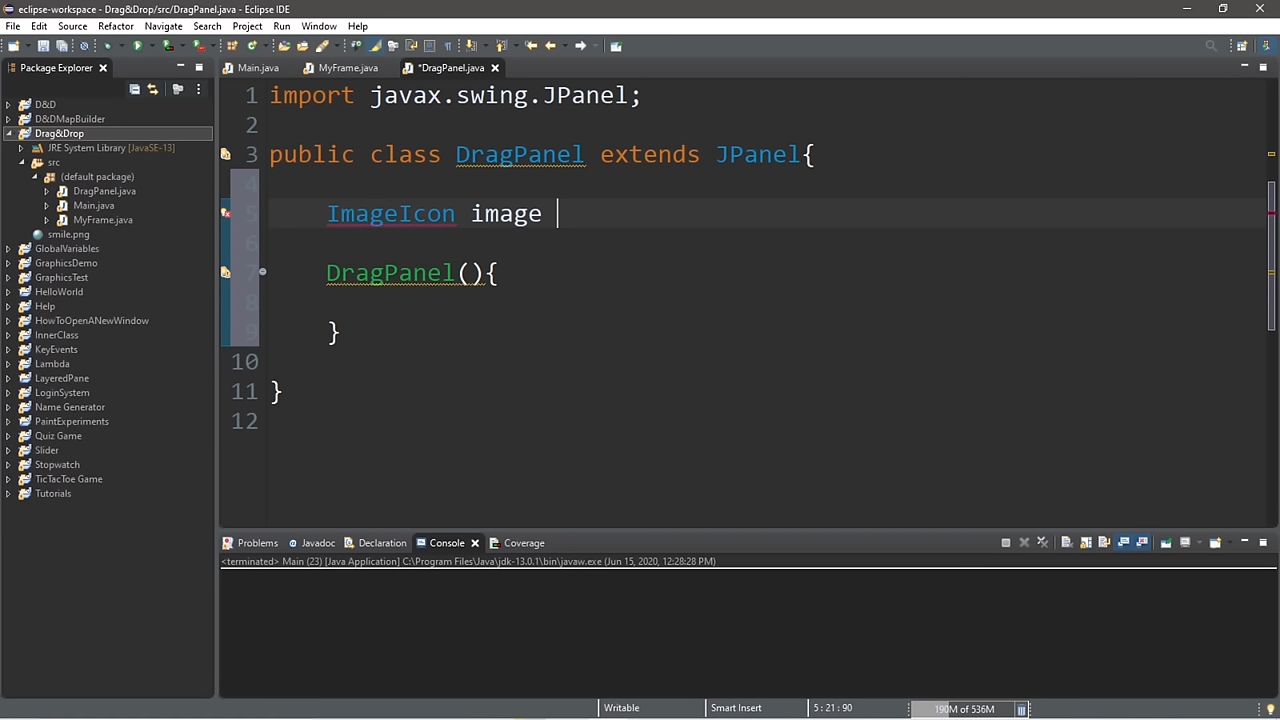 eclipse-workspace - Drag&Drop/src/DragPanel.java - Eclipse IDE
File Edit Source Refactor Navigate Search Project Run Window Help
Package Explorer
D&D
D&DMapBuilder
Drag&Drop
JRE System Library [JavaSE-13]
src
(default package)
DragPanel.java
Main.java
MyFrame.java
smile.png
GlobalVariables
GraphicsDemo
GraphicsTest
HelloWorld
Help
HowToOpenANewWindow
InnerClass
KeyEvents
Lambda
LayeredPane
LoginSystem
Name Generator
PaintExperiments
Quiz Game
Slider
Stopwatch
TicTacToe Game
Tutorials
Main.java MyFrame.java *DragPanel.java
1 import javax.swing.JPanel;
2
3 public class DragPanel extends JPanel{
4
5 ImageIcon image
6
7 DragPanel(){
8
9 }
10
11 }
12
Problems Javadoc Declaration Console Coverage
<terminated> Main (23) [Java Application] C:\Program Files\Java\jdk-13.0.1\bin\javaw.exe (Jun 15, 2020, 12:28:28 PM)
Writable Smart Insert 5 : 21 : 90 190M of 536M